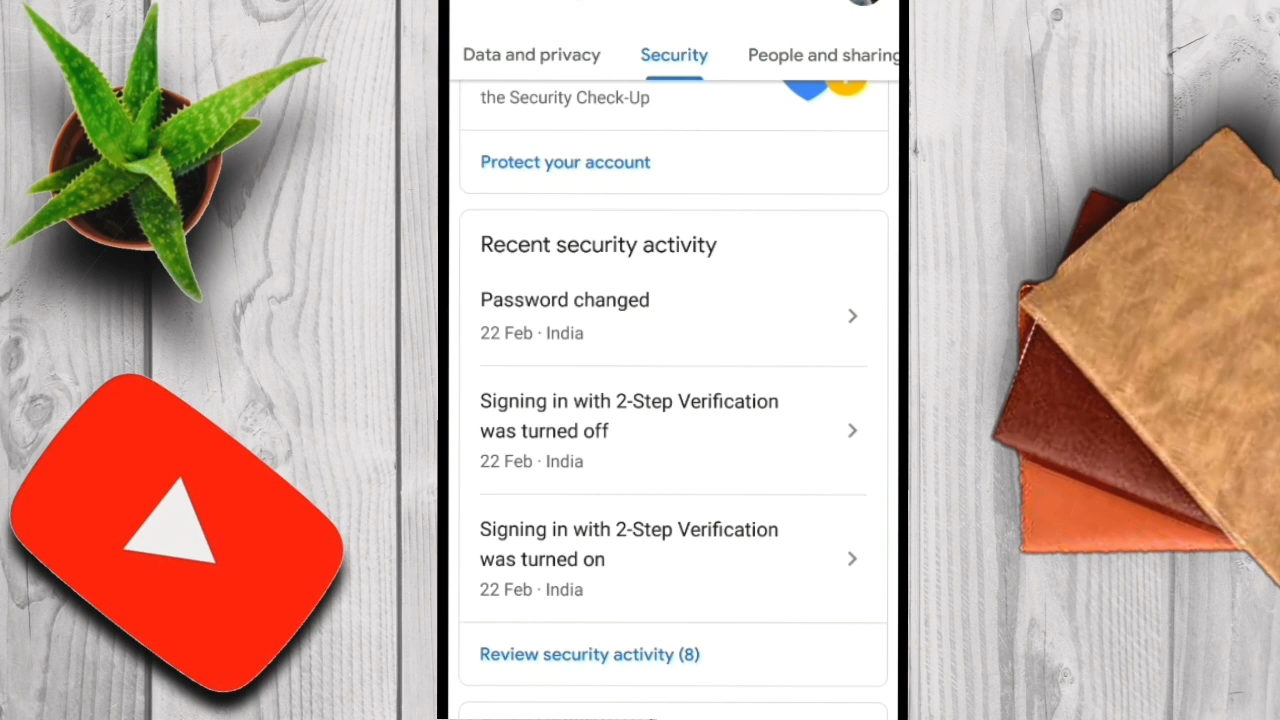 Data and privacy Security People and sharing
the Security Check-Up
Protect your account
Recent security activity
Password changed
22 Feb · India
Signing in with 2-Step Verification
was turned off
22 Feb · India
Signing in with 2-Step Verification
was turned on
22 Feb · India
Review security activity (8)